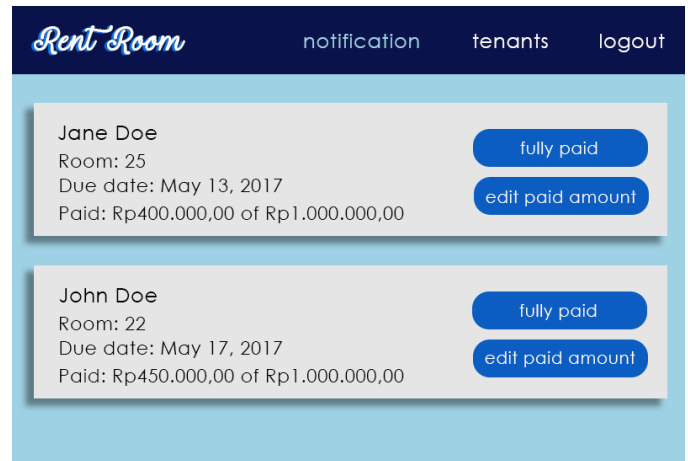 Rent Room
notification tenants logout
Jane Doe
Room: 25
Due date: May 13, 2017
Paid: Rp400.000,00 of Rp1.000.000,00
fully paid
edit paid amount
John Doe
Room: 22
Due date: May 17, 2017
Paid: Rp450.000,00 of Rp1.000.000,00
fully paid
edit paid amount